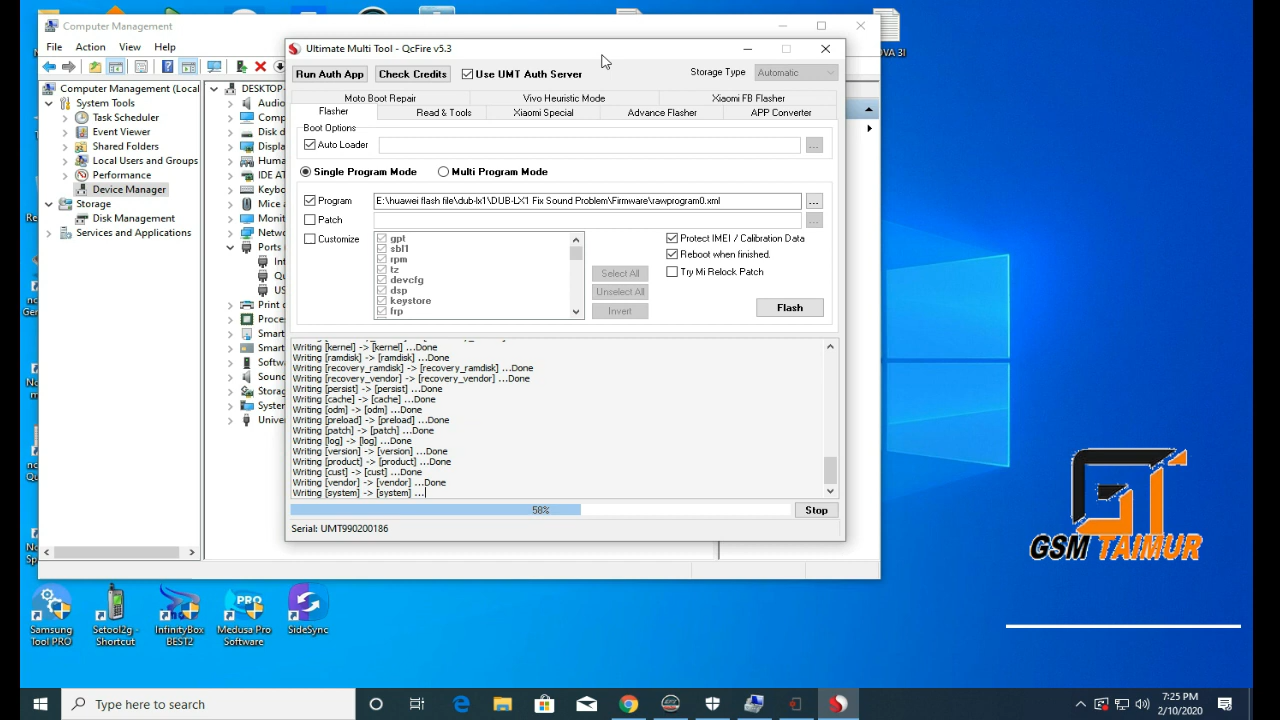 Computer Management
File Action View Help
Computer Management (Local
System Tools
Task Scheduler
Event Viewer
Shared Folders
Local Users and Groups
Performance
Device Manager
Storage
Disk Management
Services and Applications
DESKTOP-
Audio
Comp
Disk d
Displa
Huma
IDE AT
Keybo
Mice a
Monit
Netwo
Ports
Int
Qu
US
Print q
Proce
Smart
Smart
Softw
Soun
Storag
Syster
Univer
Ultimate Multi Tool - QcFire v5.3
Run Auth App Check Credits Use UMT Auth Server Storage Type Automatic
Moto Boot Repair Vivo Heuristic Mode Xiaomi FB Flasher
Flasher Read & Tools Xiaomi Special Advance Flasher APP Converter
Boot Options
Auto Loader ...
Single Program Mode Multi Program Mode
Program E:\huawei flash file\dub-lx1\DUB-LX1 Fix Sound Problem\Firmware\rawprogram0.xml ...
Patch ...
Customize
gpt
sbl1
rpm
tz
devcfg
dsp
keystore
frp
Select All
Unselect All
Invert
Protect IMEI / Calibration Data
Reboot when finished.
Try Mi Relock Patch
Flash
Writing [kernel] -> [kernel] ...Done
Writing [ramdisk] -> [ramdisk] ...Done
Writing [recovery_ramdisk] -> [recovery_ramdisk] ...Done
Writing [recovery_vendor] -> [recovery_vendor] ...Done
Writing [persist] -> [persist] ...Done
Writing [cache] -> [cache] ...Done
Writing [odm] -> [odm] ...Done
Writing [preload] -> [preload] ...Done
Writing [patch] -> [patch] ...Done
Writing [log] -> [log] ...Done
Writing [version] -> [version] ...Done
Writing [product] -> [product] ...Done
Writing [cust] -> [cust] ...Done
Writing [vendor] -> [vendor] ...Done
Writing [system] -> [system] ...
50% Stop
Serial: UMT990200186
VA 3I
GSM TAIMUR
Samsung Tool PRO
Setool2g - Shortcut
InfinityBox BEST2
Medusa Pro Software
SideSync
Type here to search
7:25 PM
2/10/2020